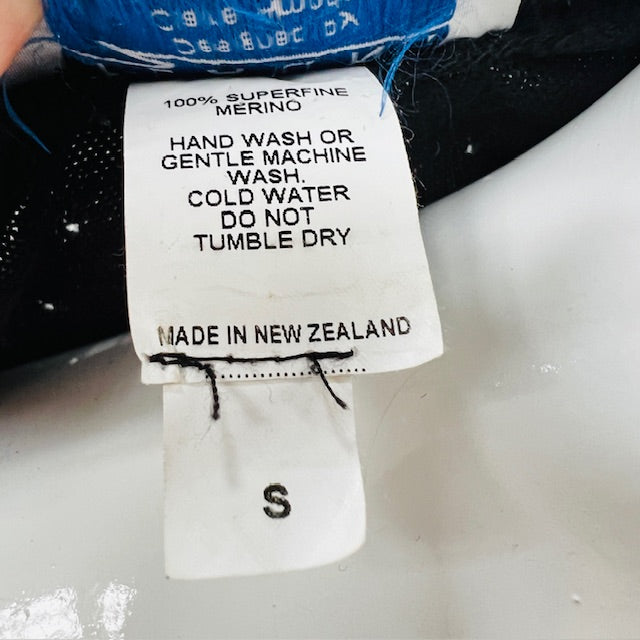 100% SUPERFINE
MERINO
HAND WASH OR
GENTLE MACHINE
WASH.
COLD WATER
DO NOT
TUMBLE DRY
MADE IN NEW ZEALAND
S